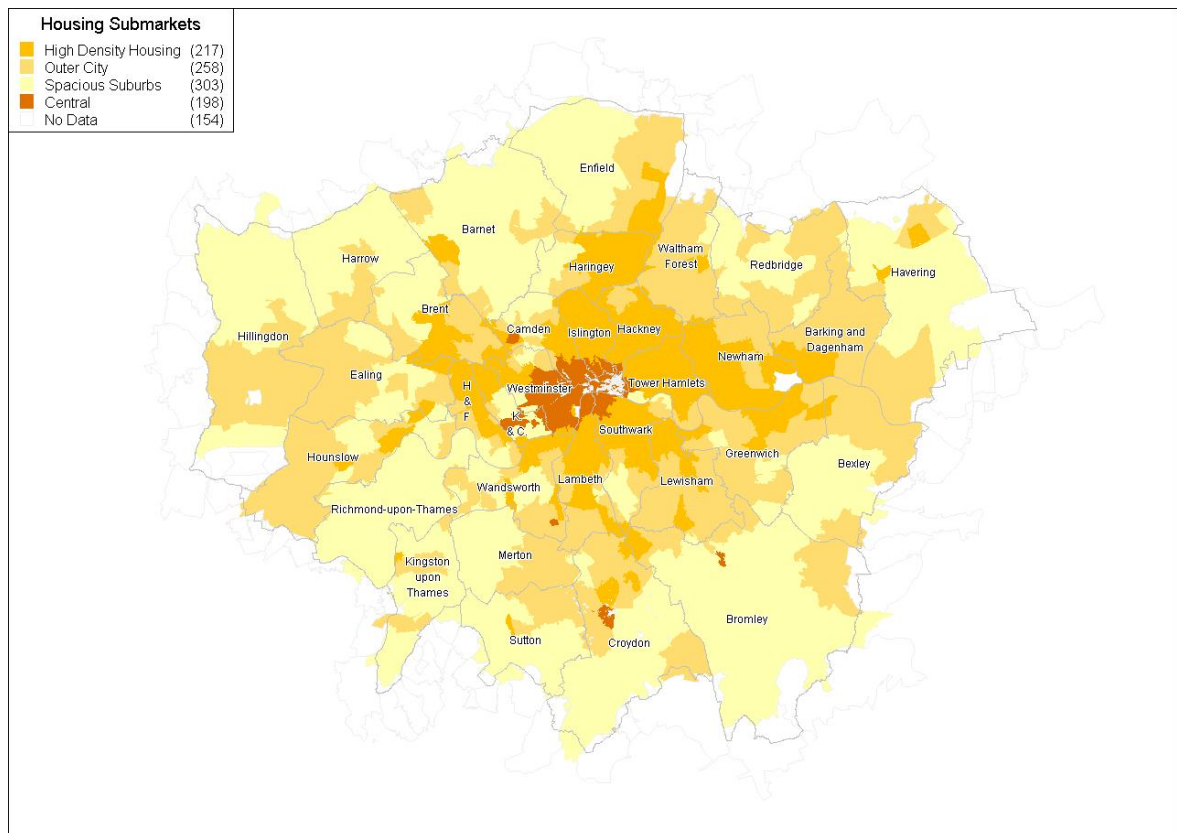 Housing Submarkets
High Density Housing (217)
Outer City (258)
Spacious Suburbs (303)
Central (198)
No Data (154)
Enfield
Barnet
Harrow
Haringey
Waltham
Forest
Redbridge
Havering
Hillingdon
Brent
Camden
Islington
Hackney
Barking and
Dagenham
Newham
Ealing
Westminster
Tower Hamlets
H
&
F
K
& C.
Southwark
Hounslow
Greenwich
Bexley
Wandsworth
Lambeth
Lewisham
Richmond-upon-Thames
Merton
Kingston
upon
Thames
Bromley
Sutton
Croydon